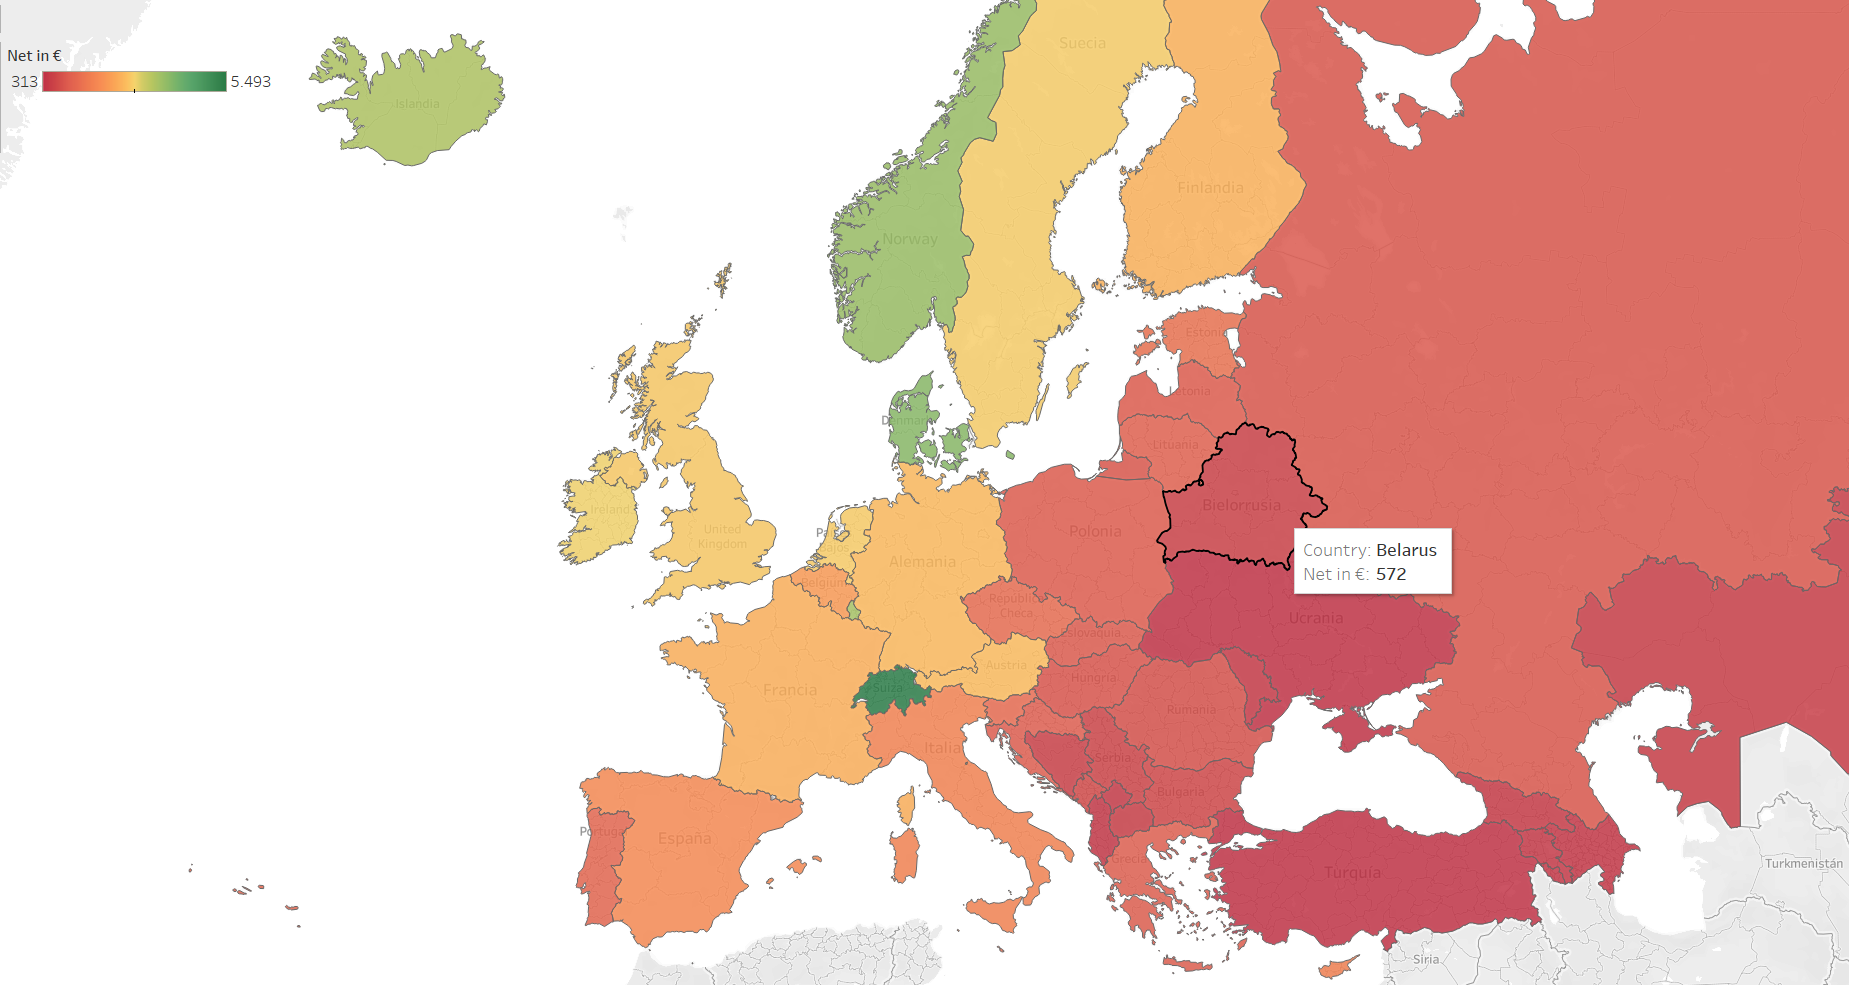 Net in €
313
5.493
Islandia
Suecia
Finlandia
Norway
Estonia
Letonia
Lituania
Denmark
Bielorrusia
Ireland
United
Kingdom
Polonia
Country: Belarus
Net in €: 572
Alemania
Belgium
República
Checa
Ucrania
Eslovaquia
Austria
Hungría
Suiza
Francia
Rumanía
Italia
Serbia
Bulgaria
Portugal
España
Grecia
Turquía
Turkmenistán
Siria